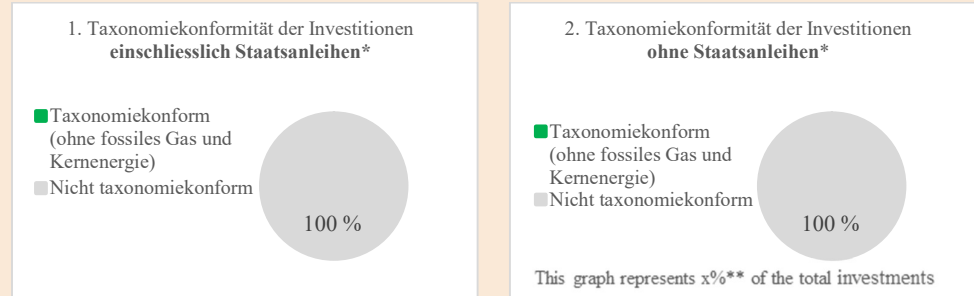 1. Taxonomiekonformität der Investitionen
einschliesslich Staatsanleihen*
Taxonomiekonform
(ohne fossiles Gas und
Kernenergie)
Nicht taxonomiekonform
100 %
2. Taxonomiekonformität der Investitionen
ohne Staatsanleihen*
Taxonomiekonform
(ohne fossiles Gas und
Kernenergie)
Nicht taxonomiekonform
100 %
This graph represents x%** of the total investments